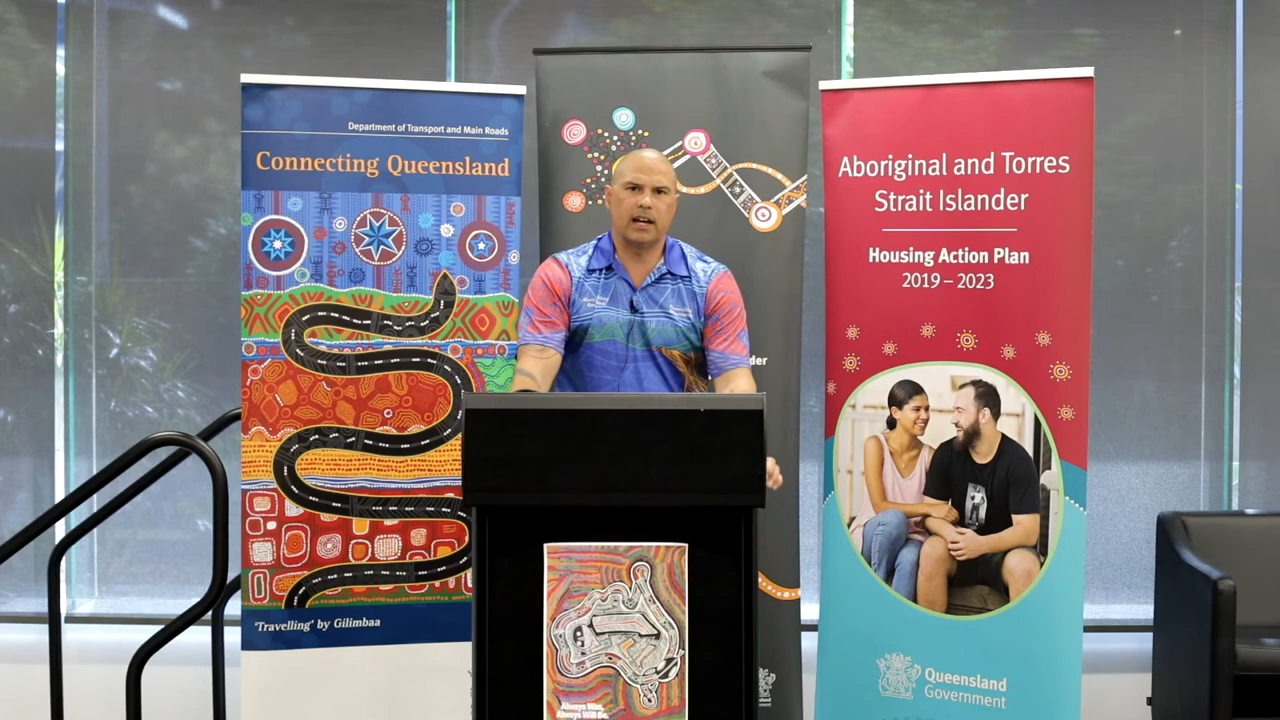 Department of Transport and Main Roads
Connecting Queensland
'Travelling' by Gilimbaa
der
Always Was,
Always Will Be.
Aboriginal and Torres
Strait Islander
Housing Action Plan
2019 – 2023
Queensland
Government